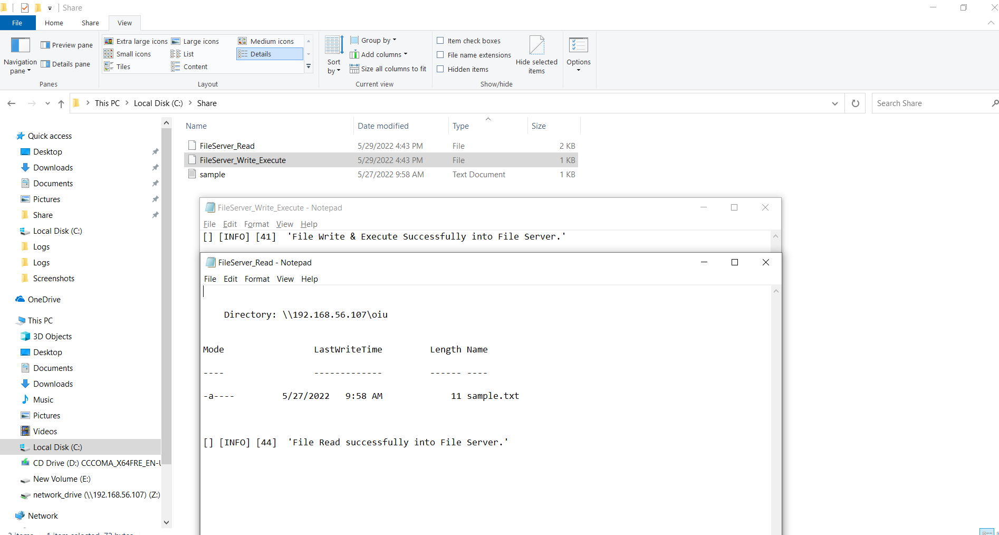 Share
File Home Share View
Navigation pane
Preview pane
Details pane
Panes
Extra large icons Large icons Medium icons
Small icons List Details
Tiles Content
Layout
Sort by
Group by
Add columns
Size all columns to fit
Current view
Item check boxes
File name extensions
Hidden items
Hide selected items
Show/hide
Options
This PC > Local Disk (C:) > Share
Search Share
Name Date modified Type Size
FileServer_Read 5/29/2022 4:43 PM File 2 KB
FileServer_Write_Execute 5/29/2022 4:43 PM File 1 KB
sample 5/27/2022 9:58 AM Text Document 1 KB
Quick access
Desktop
Downloads
Documents
Pictures
Share
Local Disk (C:)
Logs
Logs
Screenshots
OneDrive
This PC
3D Objects
Desktop
Documents
Downloads
Music
Pictures
Videos
Local Disk (C:)
CD Drive (D:) CCCOMA_X64FRE_EN-U
New Volume (E:)
network_drive (\\192.168.56.107) (Z:)
Network
FileServer_Write_Execute - Notepad
File Edit Format View Help
[] [INFO] [41]  'File Write & Execute Successfully into File Server.'
FileServer_Read - Notepad
File Edit Format View Help
Directory: \\192.168.56.107\oiu
Mode LastWriteTime Length Name
---- ------------- ------ ----
-a---- 5/27/2022 9:58 AM 11 sample.txt
[] [INFO] [44]  'File Read successfully into File Server.'